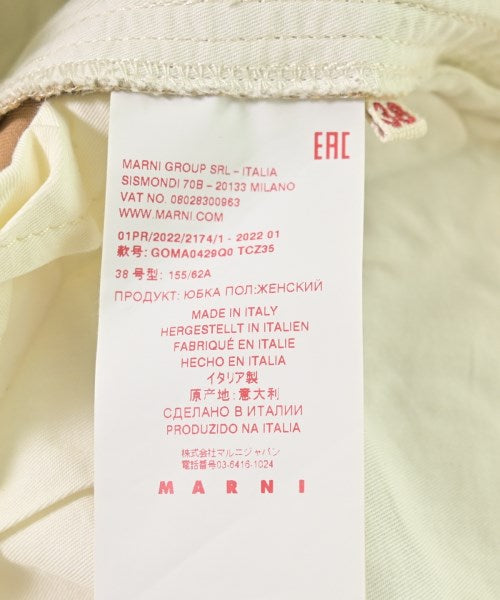 38
EAC
MARNI GROUP SRL – ITALIA
SISMONDI 70B – 20133 MILANO
VAT NO. 08028300963
WWW.MARNI.COM
01PR/2022/2174/1 - 2022 01
款号: GOMA0429Q0 TCZ35
38 号型: 155/62A
ПРОДУКТ: ЮБКА ПОЛ:ЖЕНСКИЙ
MADE IN ITALY
HERGESTELLT IN ITALIEN
FABRIQUÉ EN ITALIE
HECHO EN ITALIA
イタリア製
原产地: 意大利
СДЕЛАНО В ИТАЛИИ
PRODUZIDO NA ITALIA
株式会社マルニジャパン
電話番号03-6416-1024
MARNI